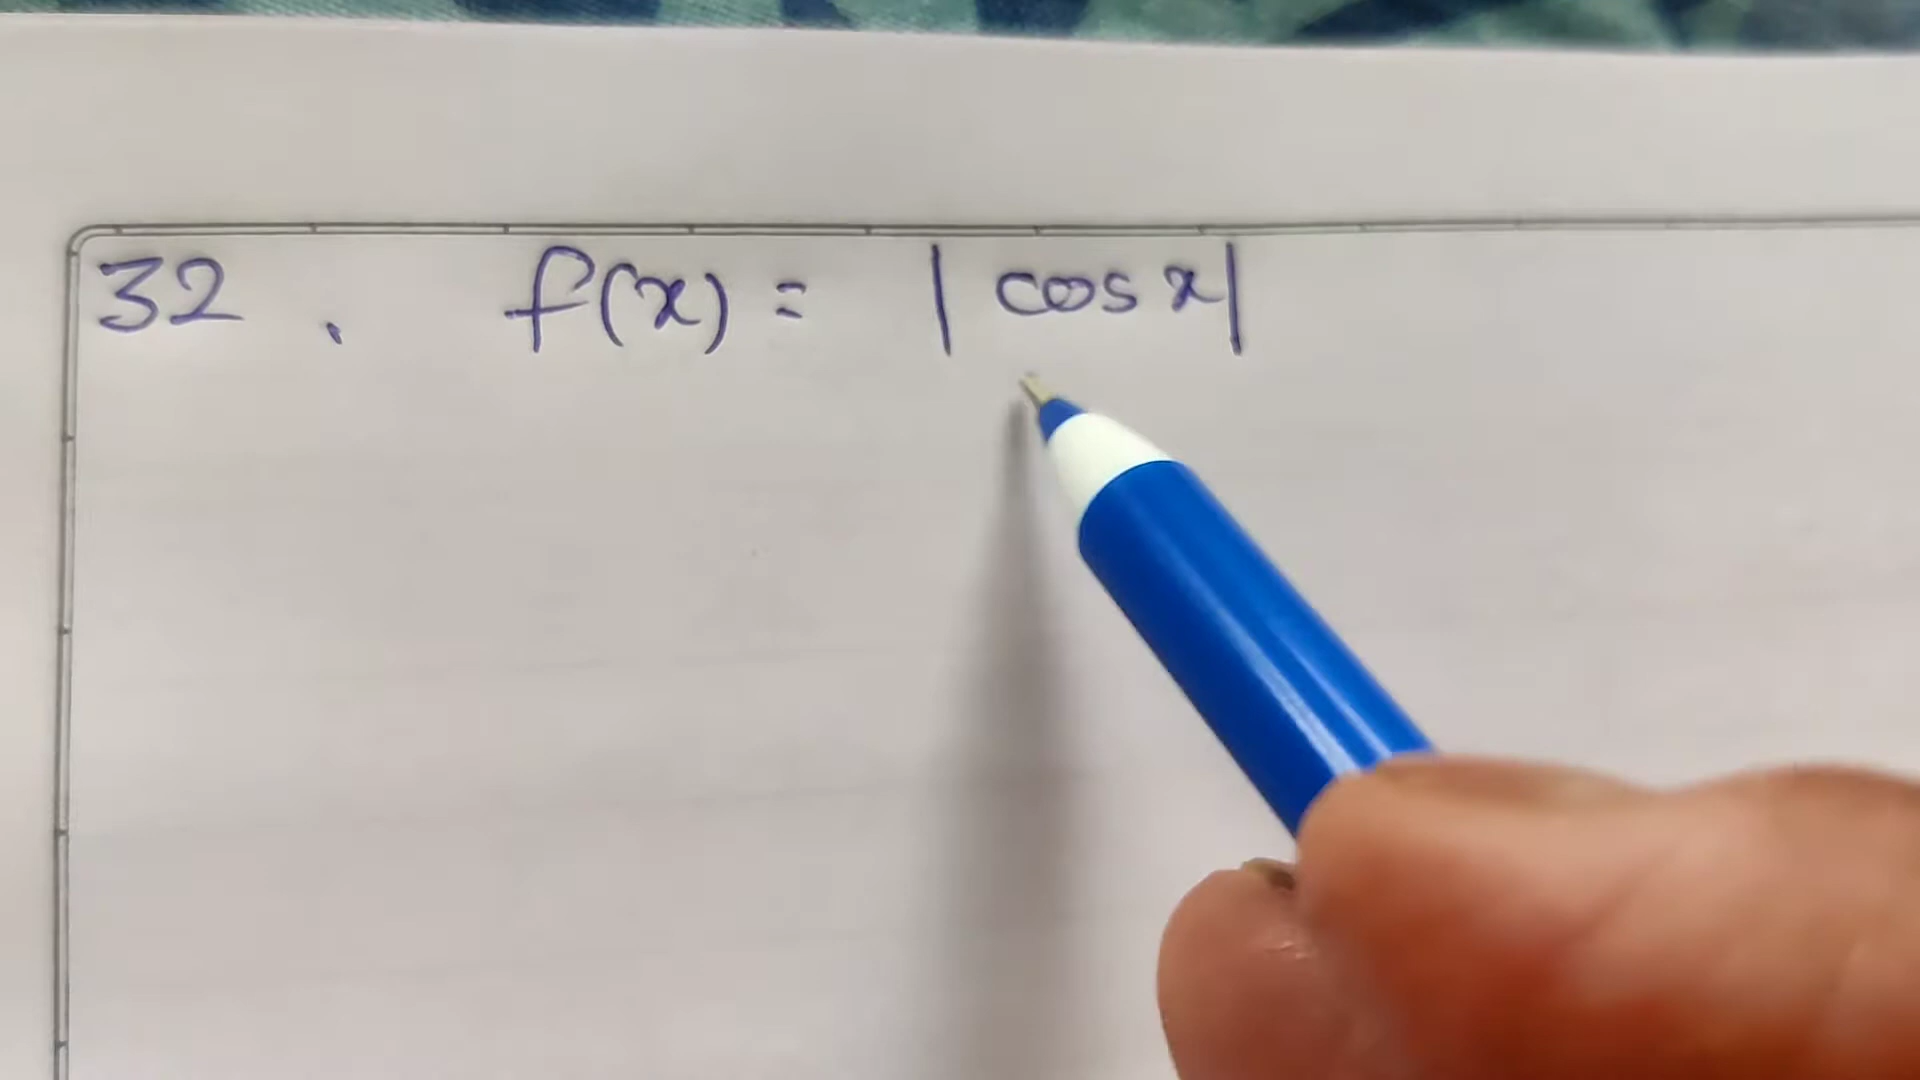 32. f(x) = |cos x|